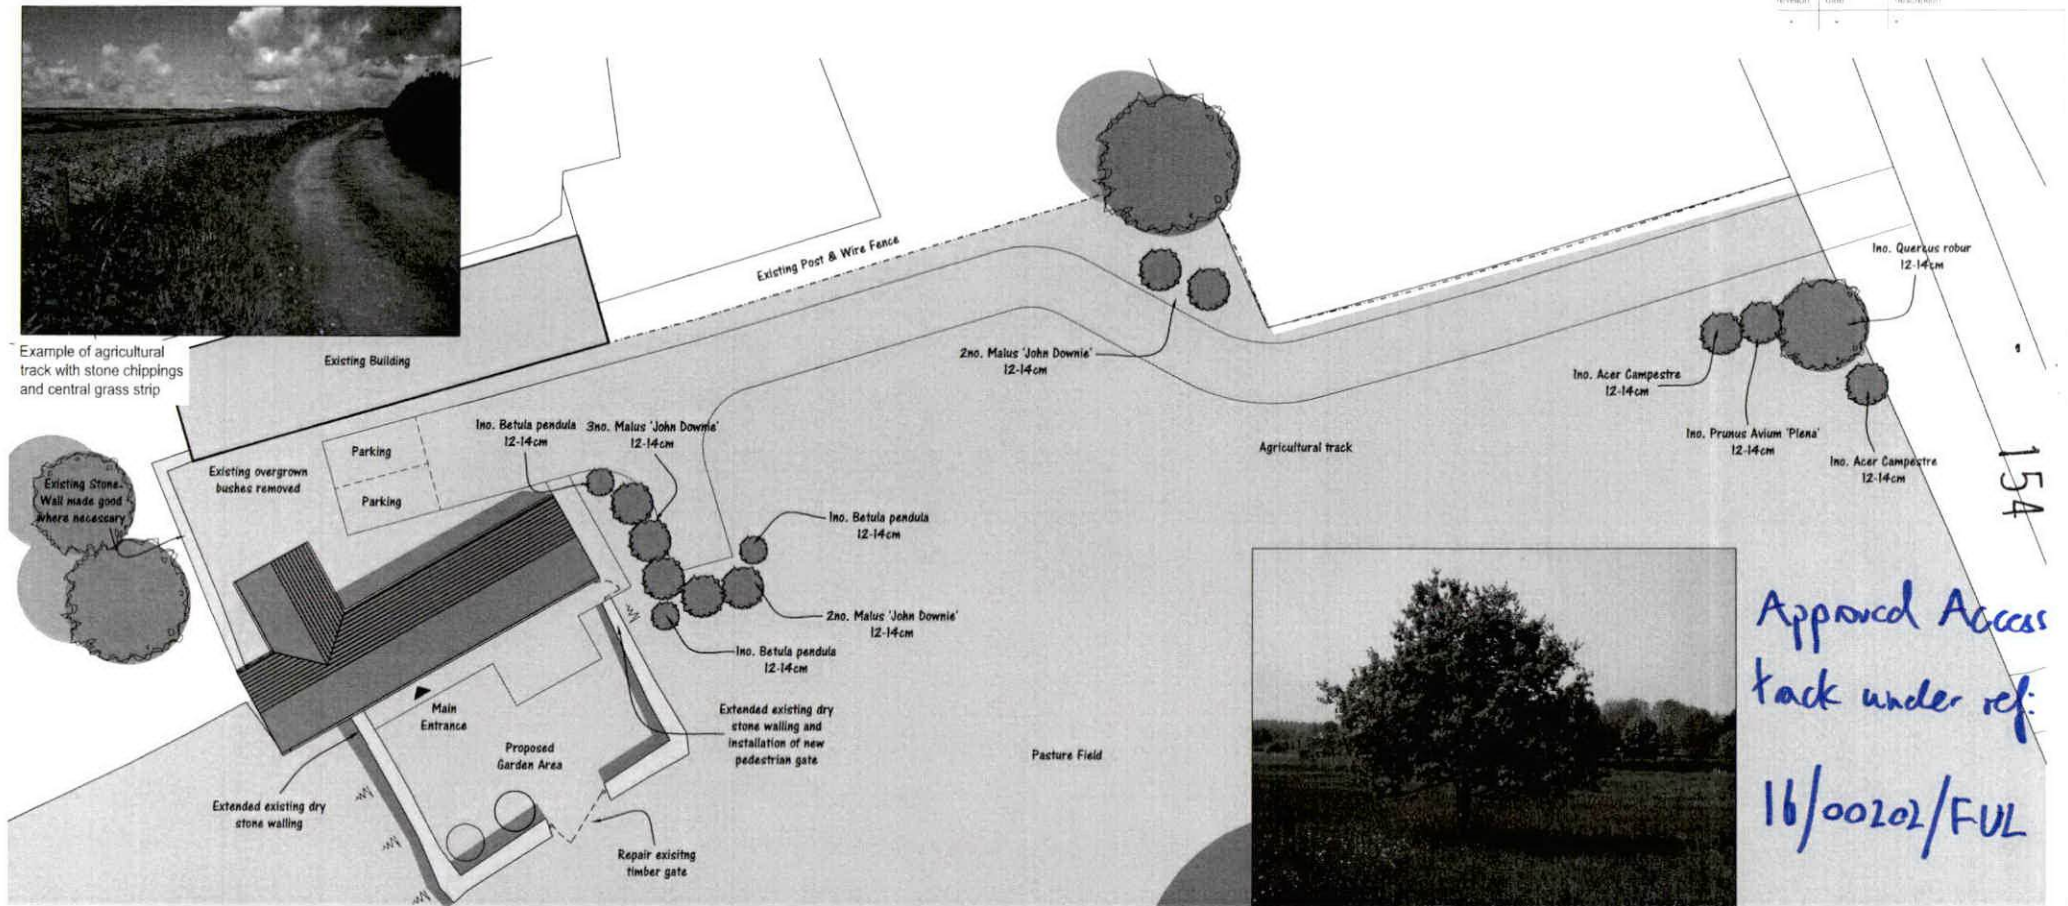 Example of agricultural
track with stone chippings
and central grass strip
Existing Building
Existing Post & Wire Fence
1no. Quercus robur
12-14cm
2no. Malus 'John Downie'
12-14cm
1no. Acer Campestre
12-14cm
1no. Prunus Avium 'Plena'
12-14cm
1no. Acer Campestre
12-14cm
Agricultural track
1no. Betula pendula
12-14cm
3no. Malus 'John Downie'
12-14cm
Parking
Parking
Existing overgrown
bushes removed
Existing Stone
Wall made good
where necessary
1no. Betula pendula
12-14cm
2no. Malus 'John Downie'
12-14cm
1no. Betula pendula
12-14cm
Main
Entrance
Proposed
Garden Area
Extended existing dry
stone walling and
installation of new
pedestrian gate
Pasture Field
Extended existing dry
stone walling
Repair exisitng
timber gate
154
Approved Access
tack under ref:
16/00202/FUL